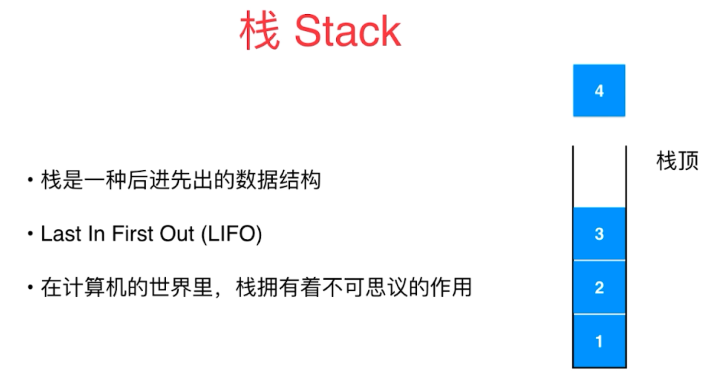 栈 Stack
4
栈顶
• 栈是一种后进先出的数据结构
• Last In First Out (LIFO)
3
• 在计算机的世界里，栈拥有着不可思议的作用
2
1